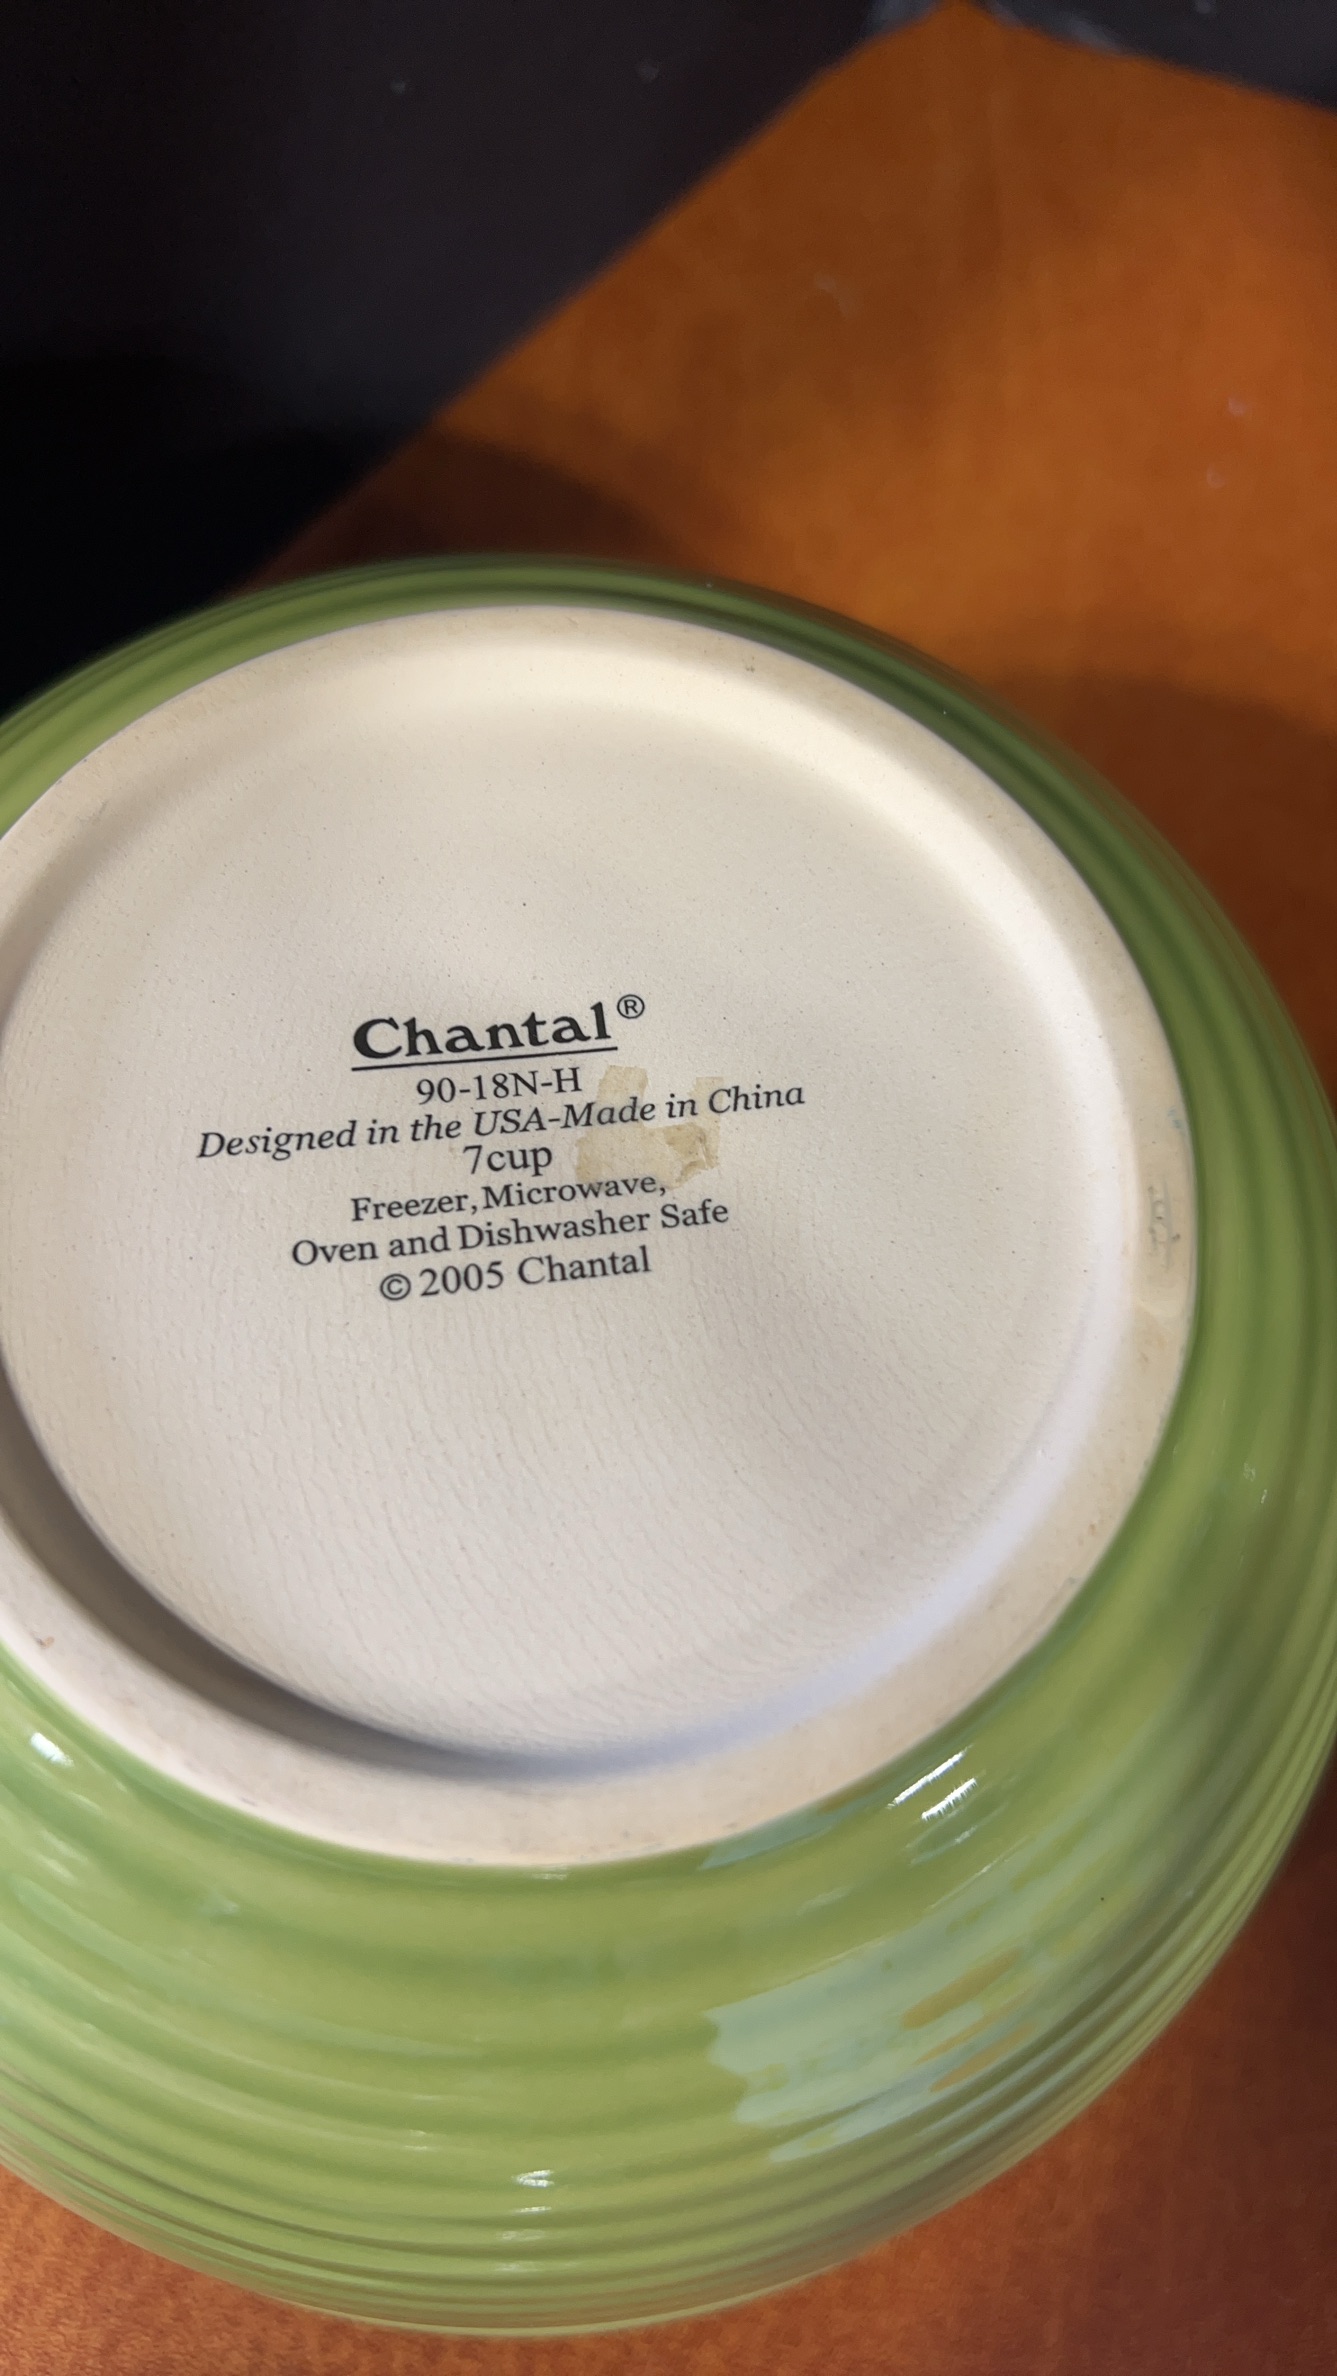 Chantal®
90-18N-H
Designed in the USA-Made in China
7cup
Freezer, Microwave,
Oven and Dishwasher Safe
© 2005 Chantal